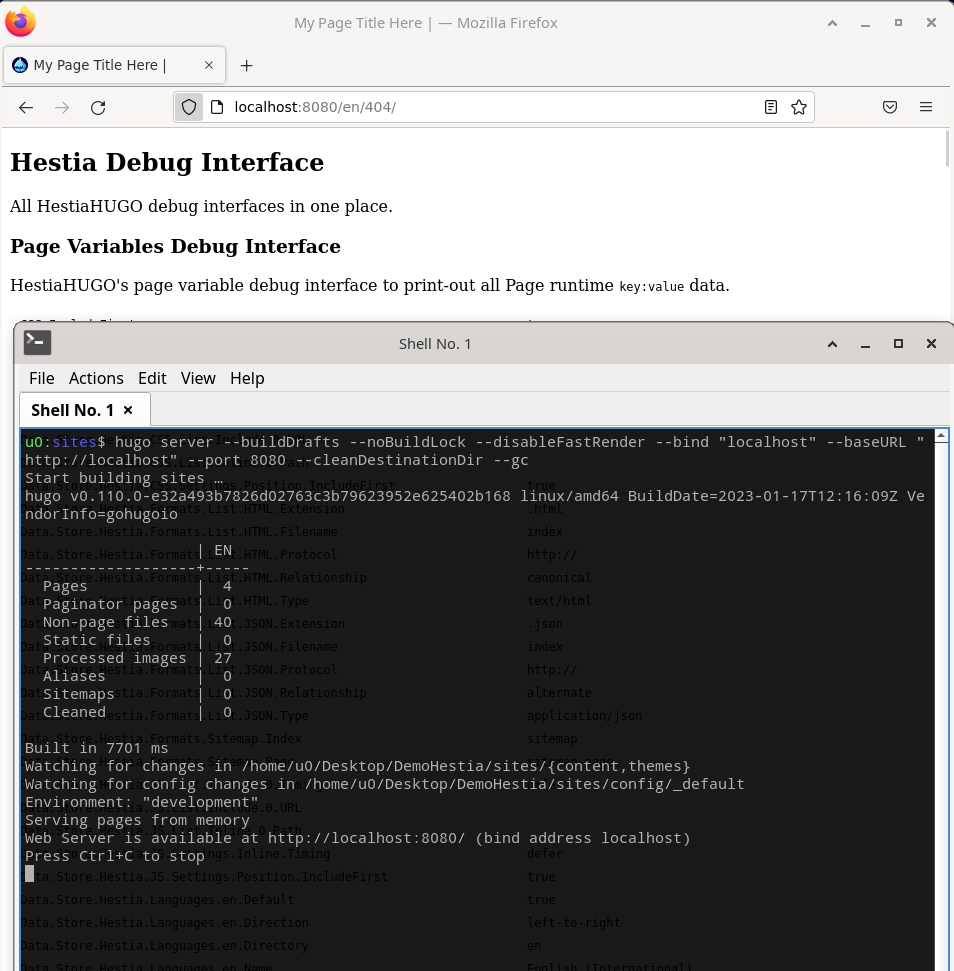 My Page Title Here | — Mozilla Firefox
My Page Title Here |
localhost:8080/en/404/
Hestia Debug Interface
All HestiaHUGO debug interfaces in one place.
Page Variables Debug Interface
HestiaHUGO's page variable debug interface to print-out all Page runtime key:value data.
Shell No. 1
File Actions Edit View Help
Shell No. 1
u0:sites$ hugo server --buildDrafts --noBuildLock --disableFastRender --bind "localhost" --baseURL "
http://localhost" --port 8080 --cleanDestinationDir --gc
Start building sites …
Data.Store.Hestia.CSS.Settings.Position.IncludeFirst true
hugo v0.110.0-e32a493b7826d02763c3b79623952e625402b168 linux/amd64 BuildDate=2023-01-17T12:16:09Z Ve
Data.Store.Hestia.Formats.List.HTML.Extension .html
ndorInfo=gohugoio
Data.Store.Hestia.Formats.List.HTML.Filename index
| EN
Data.Store.Hestia.Formats.List.HTML.Protocol http://
-------------------+-----
Data.Store.Hestia.Formats.List.HTML.Relationship canonical
Pages | 4
Data.Store.Hestia.Formats.List.HTML.Type text/html
Paginator pages | 0
Non-page files | 40
Data.Store.Hestia.Formats.List.JSON.Extension .json
Static files | 0
Data.Store.Hestia.Formats.List.JSON.Filename index
Processed images | 27
Data.Store.Hestia.Formats.List.JSON.Protocol http://
Aliases | 0
Sitemaps | 0
Data.Store.Hestia.Formats.List.JSON.Relationship alternate
Cleaned | 0
Data.Store.Hestia.Formats.List.JSON.Type application/json
Data.Store.Hestia.Formats.Sitemap.Index sitemap
Built in 7701 ms
Watching for changes in /home/u0/Desktop/DemoHestia/sites/{content,themes}
Watching for config changes in /home/u0/Desktop/DemoHestia/sites/config/_default
Environment: "development"
Serving pages from memory
Web Server is available at http://localhost:8080/ (bind address localhost)
Press Ctrl+C to stop
Data.Store.Hestia.JS.Settings.Inline.Timing defer
Data.Store.Hestia.JS.Settings.Position.IncludeFirst true
Data.Store.Hestia.Languages.en.Default true
Data.Store.Hestia.Languages.en.Direction left-to-right
Data.Store.Hestia.Languages.en.Directory en
Data.Store.Hestia.Languages.en.Name English (International)